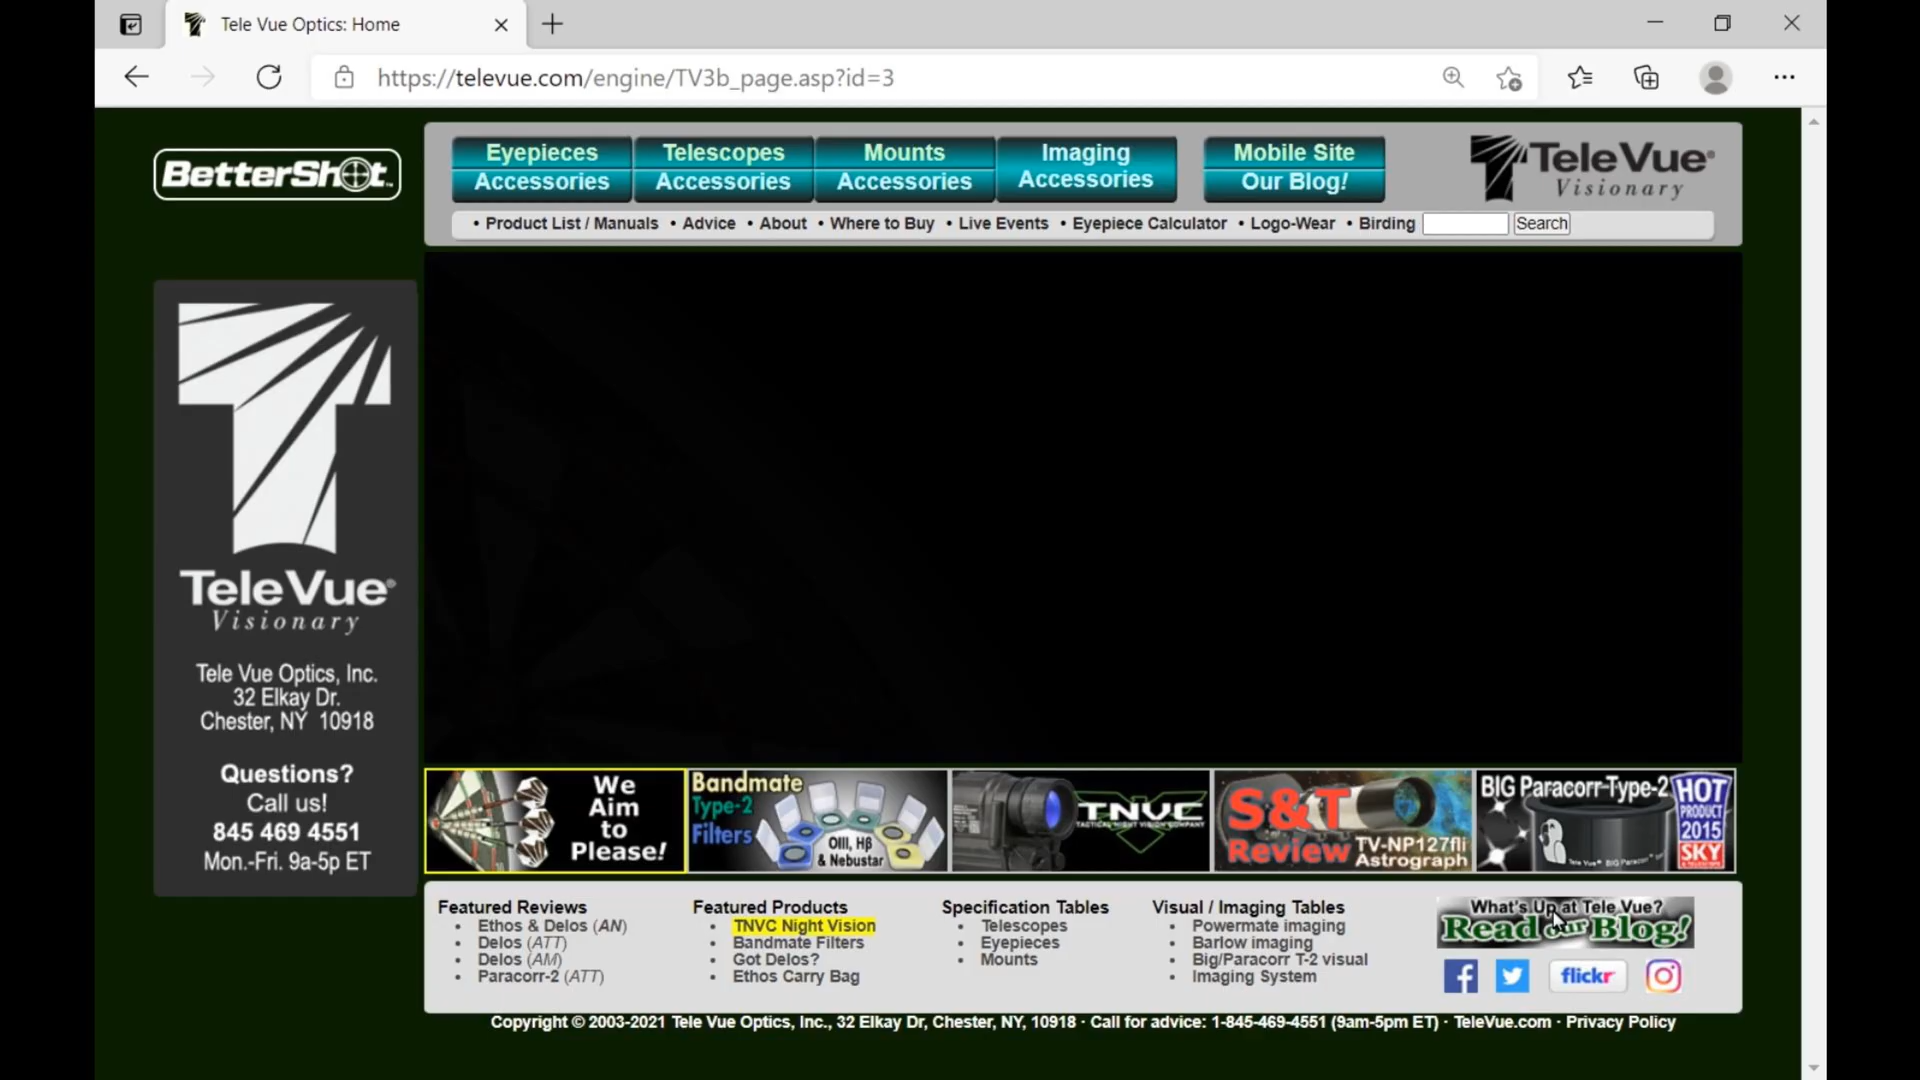 Tele Vue Optics: Home
https://televue.com/engine/TV3b_page.asp?id=3
BetterShot
Eyepieces Telescopes Mounts Imaging Mobile Site
Accessories Accessories Accessories Accessories Our Blog!
TeleVue®
Visionary
• Product List / Manuals • Advice • About • Where to Buy • Live Events • Eyepiece Calculator • Logo-Wear • Birding Search
TeleVue®
Visionary
Tele Vue Optics, Inc.
32 Elkay Dr.
Chester, NY 10918
Questions?
Call us!
845 469 4551
Mon.-Fri. 9a-5p ET
We
Aim
to
Please!
Bandmate
Type-2
Filters
OIII, Hβ
& Nebustar
TNVC
TACTICAL NIGHT VISION COMPANY
S&T
Review TV-NP127fli
Astrograph
BIG Paracorr-Type-2
HOT
PRODUCT
2015
SKY
Featured Reviews
• Ethos & Delos (AN)
• Delos (ATT)
• Delos (AM)
• Paracorr-2 (ATT)
Featured Products
• TNVC Night Vision
• Bandmate Filters
• Got Delos?
• Ethos Carry Bag
Specification Tables
• Telescopes
• Eyepieces
• Mounts
Visual / Imaging Tables
• Powermate imaging
• Barlow imaging
• Big/Paracorr T-2 visual
• Imaging System
What's Up at Tele Vue?
Read our Blog!
flickr
Copyright © 2003-2021 Tele Vue Optics, Inc., 32 Elkay Dr, Chester, NY, 10918 · Call for advice: 1-845-469-4551 (9am-5pm ET) · TeleVue.com · Privacy Policy